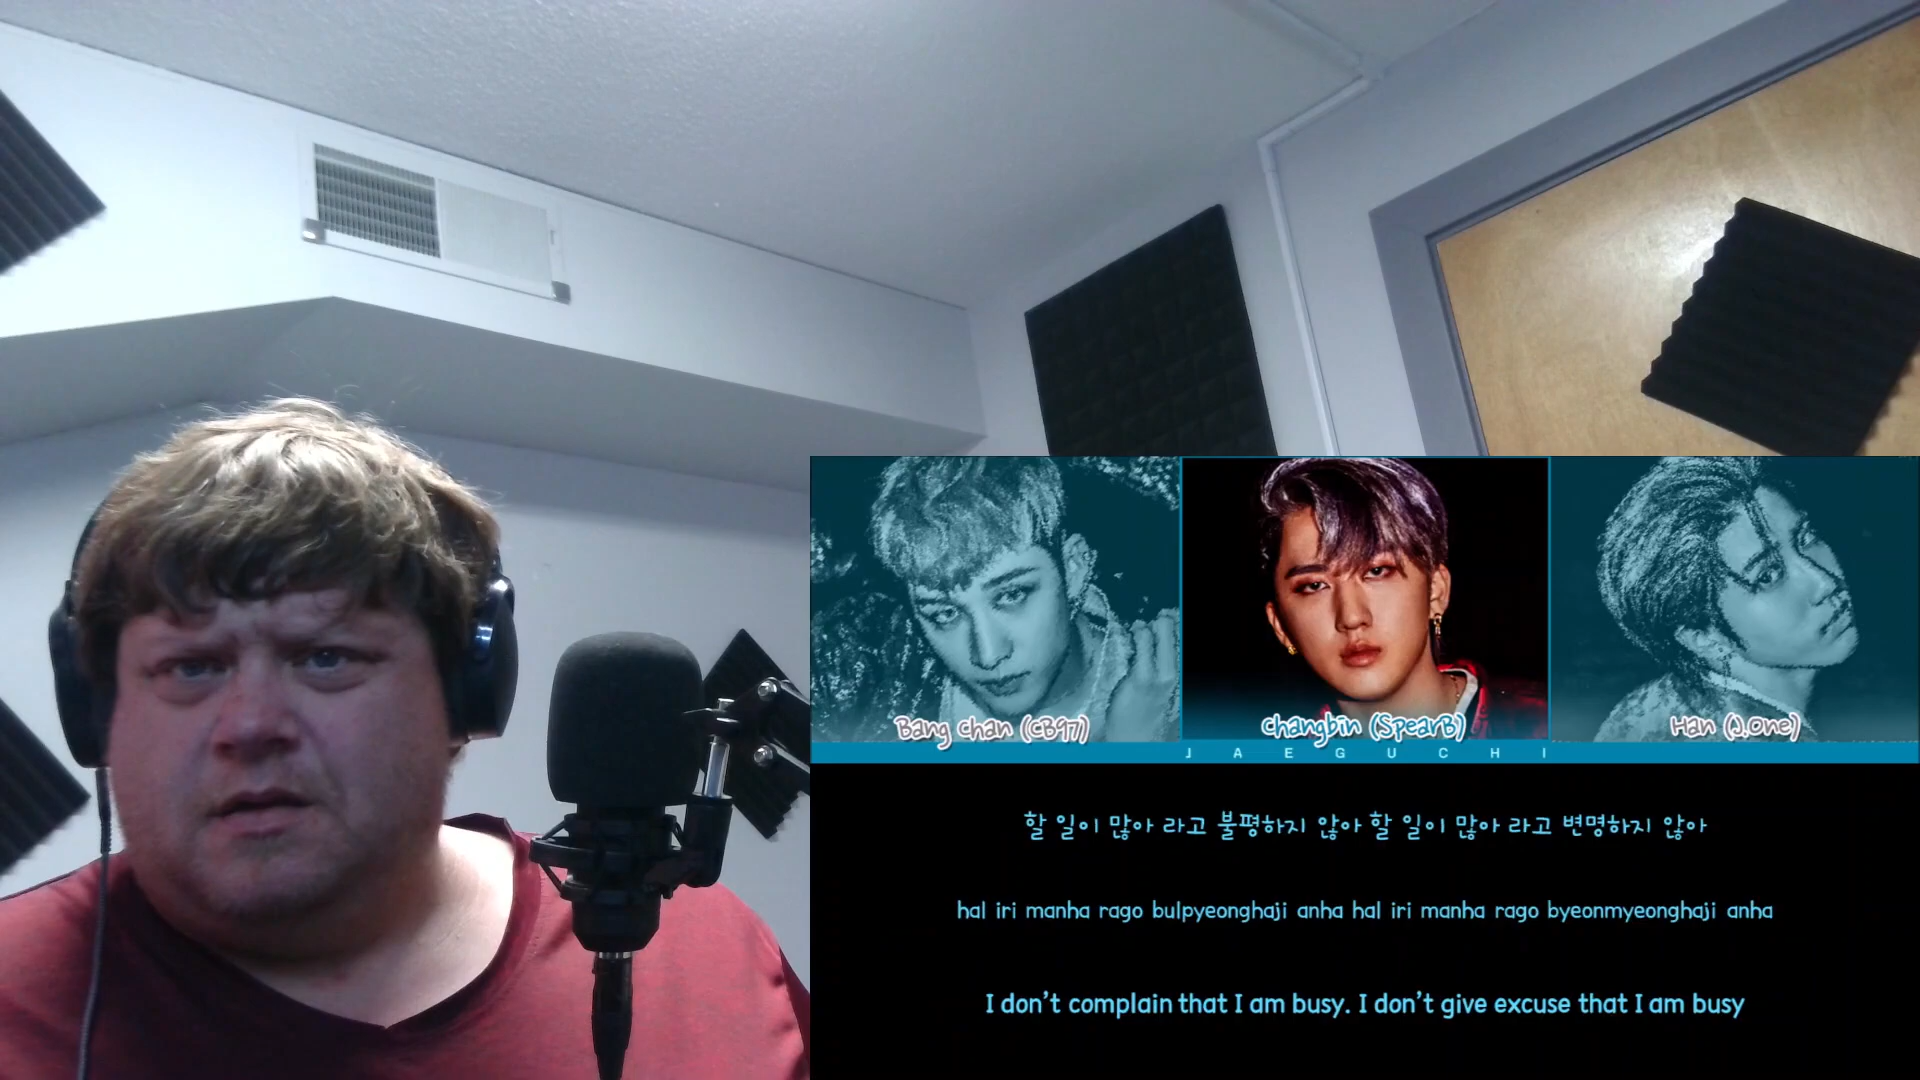 Bang Chan (CB97)
Changbin (SpearB)
Han (J.One)
J A E G U C H I
할 일이 많아 라고 불평하지 않아 할 일이 많아 라고 변명하지 않아
hal iri manha rago bulpyeonghaji anha hal iri manha rago byeonmyeonghaji anha
I don't complain that I am busy. I don't give excuse that I am busy